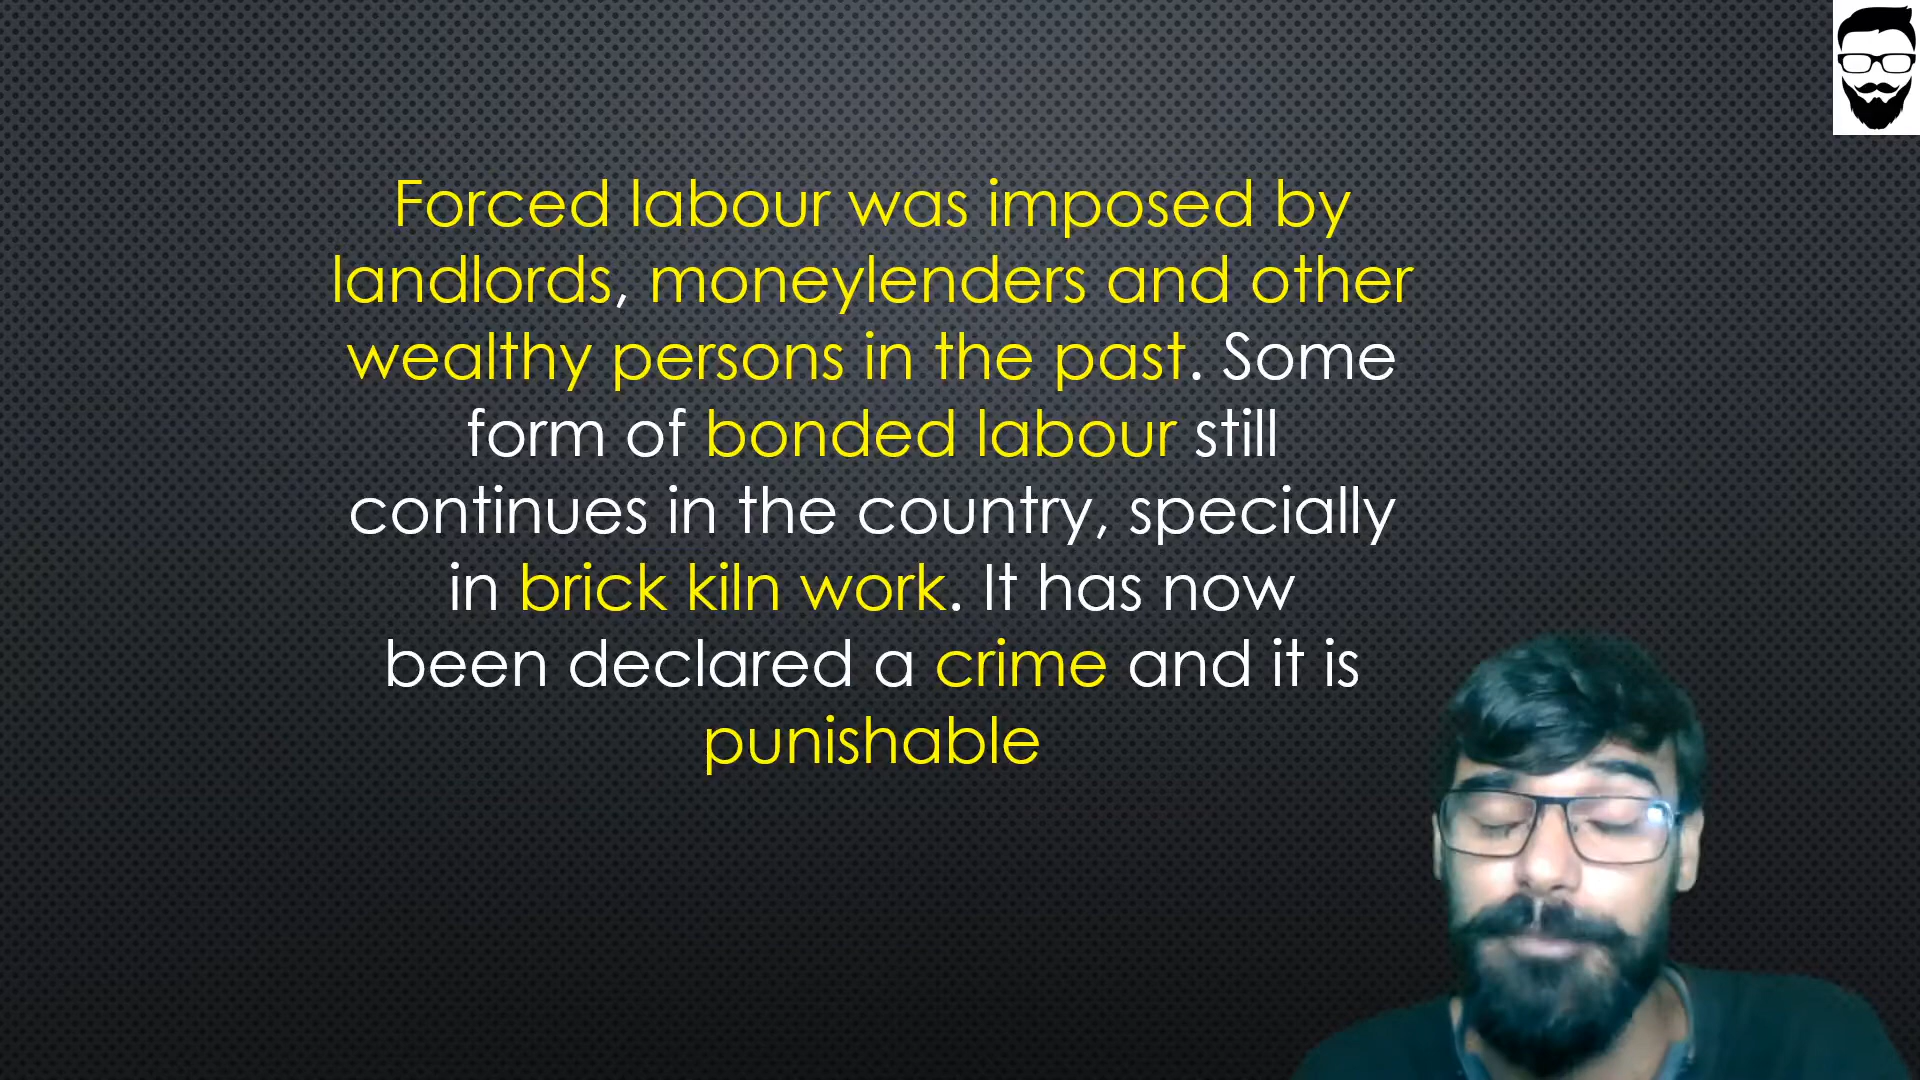 Forced labour was imposed by
landlords, moneylenders and other
wealthy persons in the past. Some
form of bonded labour still
continues in the country, specially
in brick kiln work. It has now
been declared a crime and it is
punishable